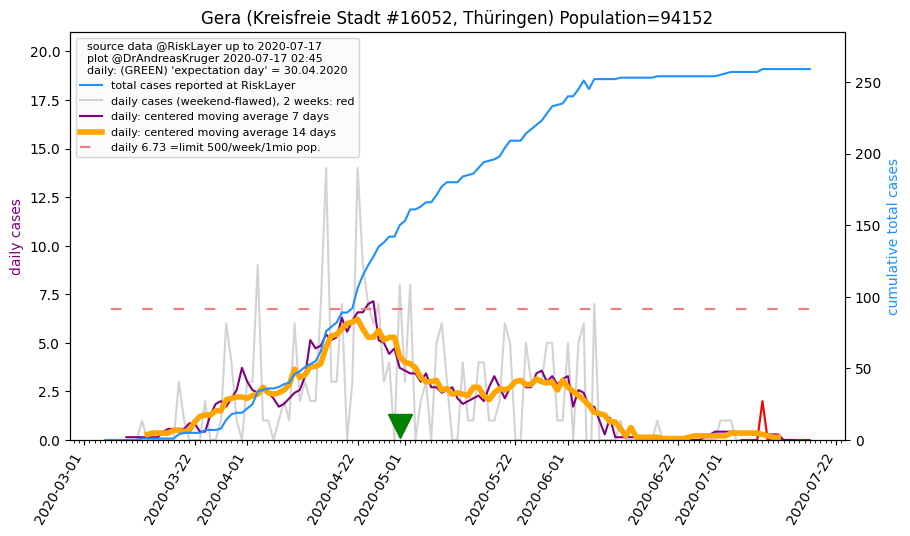 Gera (Kreisfreie Stadt #16052, Thüringen) Population=94152
source data @RiskLayer up to 2020-07-17
plot @DrAndreasKruger 2020-07-17 02:45
daily: (GREEN) 'expectation day' = 30.04.2020
total cases reported at RiskLayer
daily cases (weekend-flawed), 2 weeks: red
daily: centered moving average 7 days
daily: centered moving average 14 days
daily 6.73 =limit 500/week/1mio pop.
daily cases
20.0
17.5
15.0
12.5
10.0
7.5
5.0
2.5
0.0
250
200
150
100
50
0
cumulative total cases
2020-03-01
2020-03-22
2020-04-01
2020-04-22
2020-05-01
2020-05-22
2020-06-01
2020-06-22
2020-07-01
2020-07-22